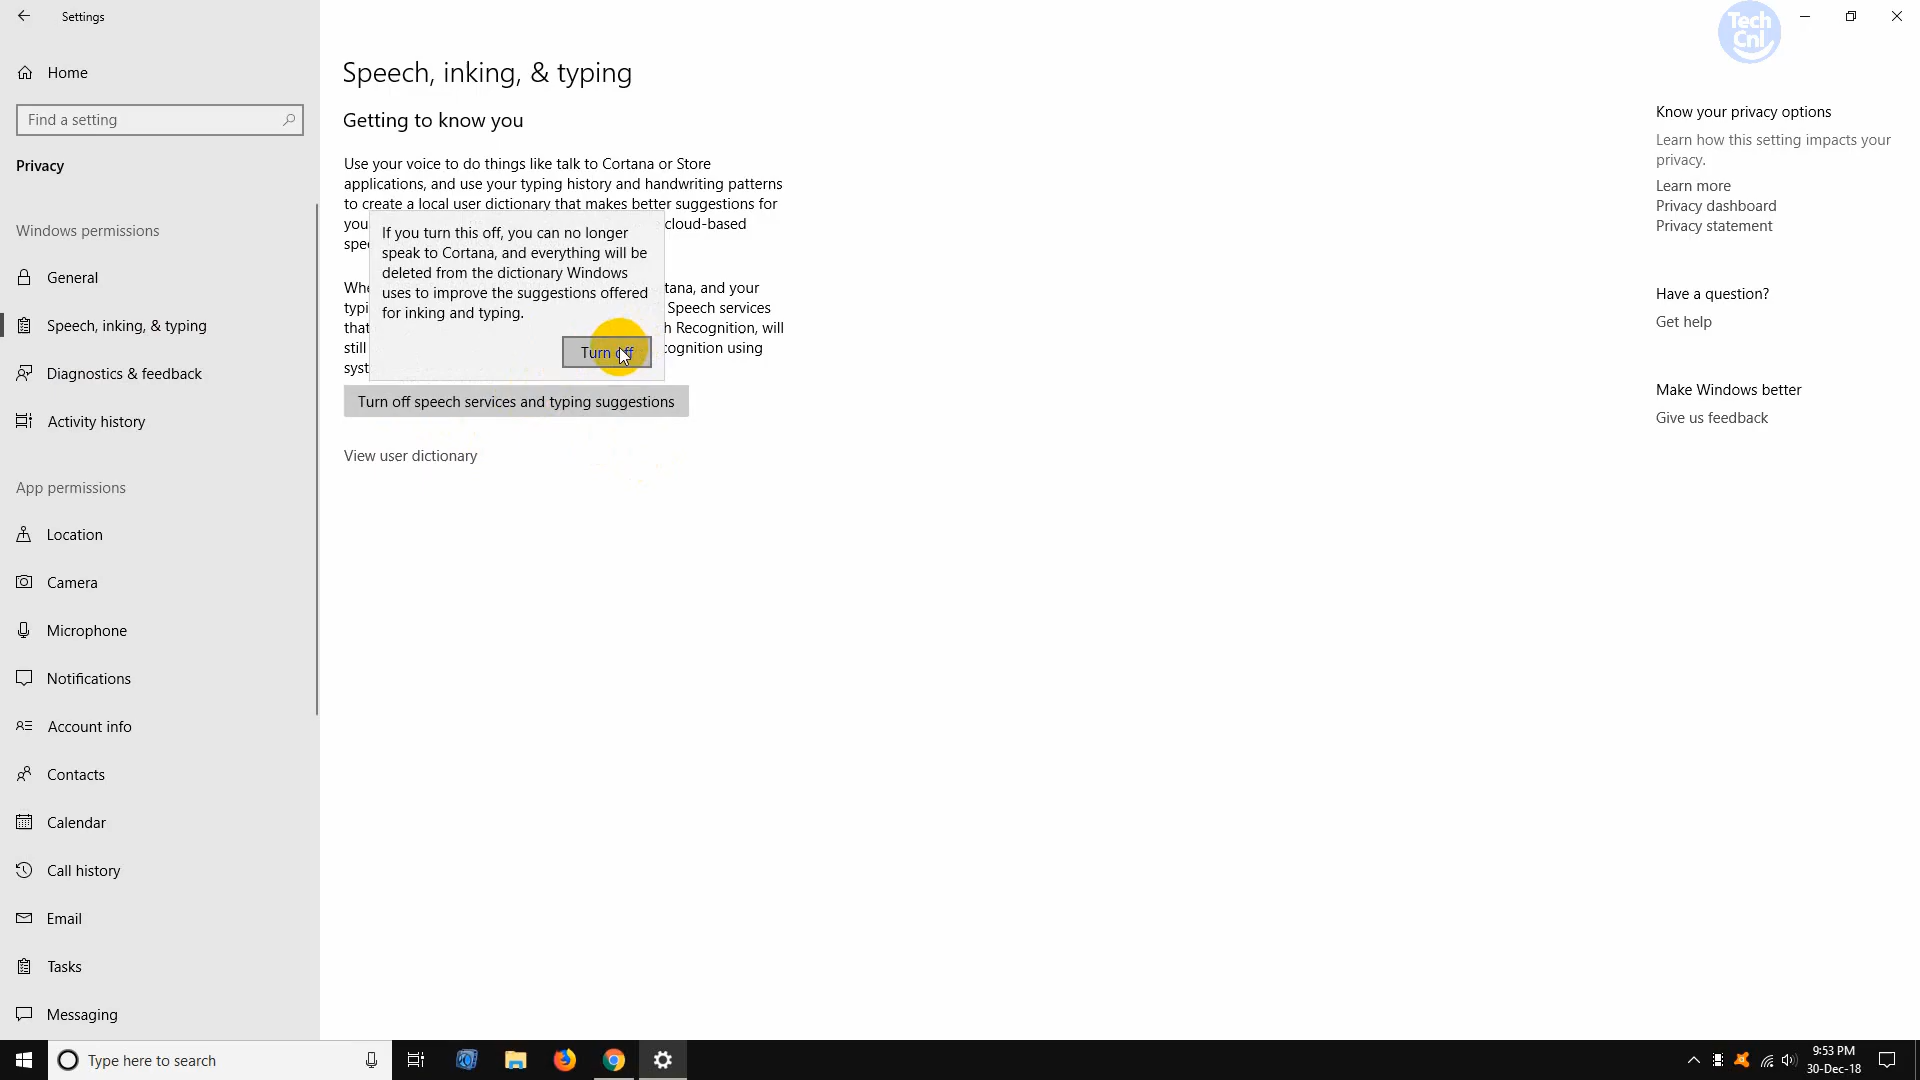 Settings
Tech
Cnl
Home
Find a setting
Privacy
Windows permissions
General
Speech, inking, & typing
Diagnostics & feedback
Activity history
App permissions
Location
Camera
Microphone
Notifications
Account info
Contacts
Calendar
Call history
Email
Tasks
Messaging
Speech, inking, & typing
Getting to know you
Use your voice to do things like talk to Cortana or Store
applications, and use your typing history and handwriting patterns
to create a local user dictionary that makes better suggestions for
you cloud-based
spee
If you turn this off, you can no longer
speak to Cortana, and everything will be
deleted from the dictionary Windows
uses to improve the suggestions offered
for inking and typing.
Turn off
Whe tana, and your
typi Speech services
that h Recognition, will
still cognition using
syst
Turn off speech services and typing suggestions
View user dictionary
Know your privacy options
Learn how this setting impacts your
privacy.
Learn more
Privacy dashboard
Privacy statement
Have a question?
Get help
Make Windows better
Give us feedback
Type here to search
9:53 PM
30-Dec-18